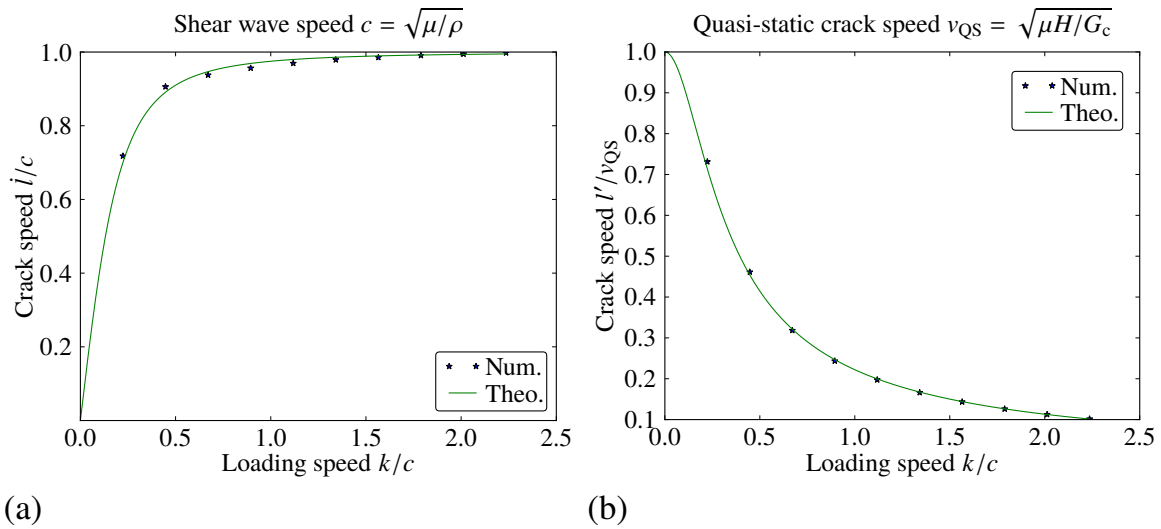 Shear wave speed c = √μ/ρ
1.0
0.8
0.6
0.4
0.2
Crack speed l̇/c
Num.
Theo.
0.0 0.5 1.0 1.5 2.0 2.5
Loading speed k/c
(a)
Quasi-static crack speed vQS = √μH/Gc
1.0
0.9
0.8
0.7
0.6
0.5
0.4
0.3
0.2
0.1
Crack speed l′/vQS
Num.
Theo.
0.0 0.5 1.0 1.5 2.0 2.5
Loading speed k/c
(b)